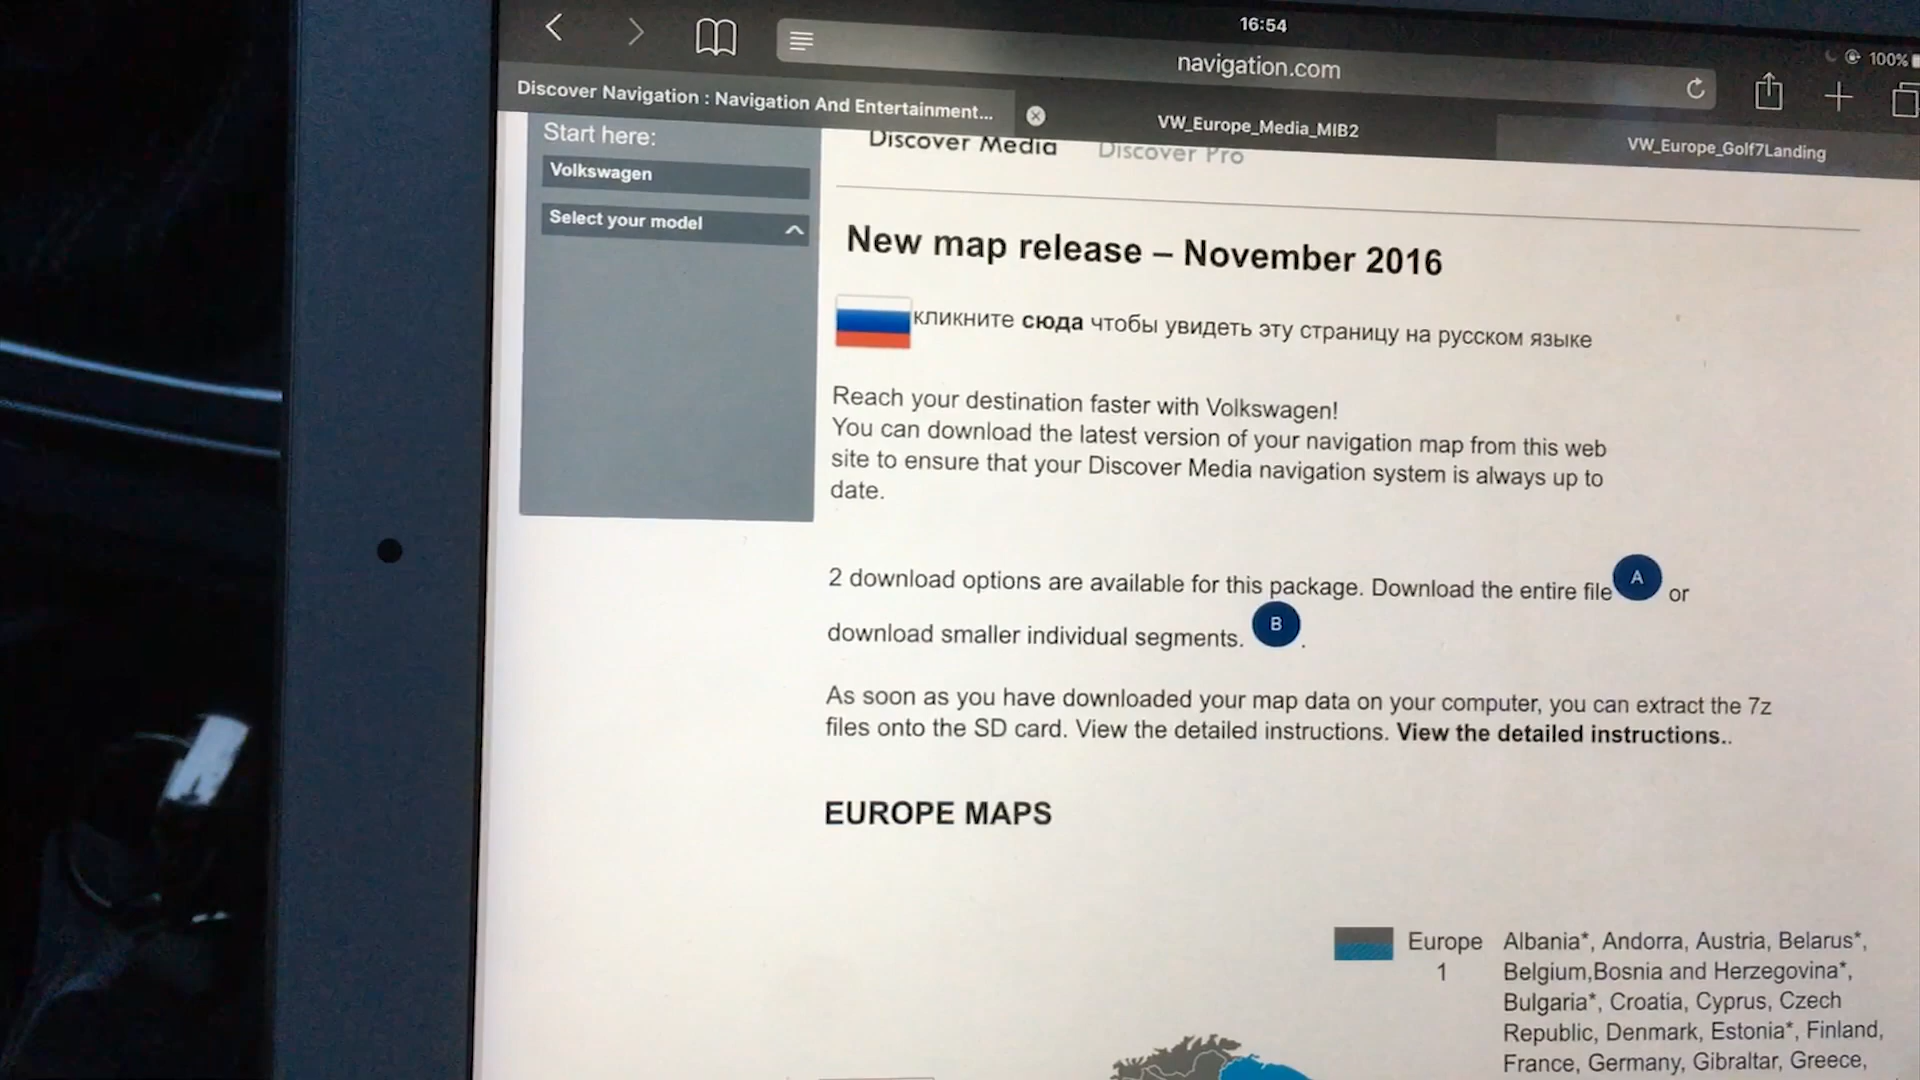 16:54
100%
navigation.com
Discover Navigation : Navigation And Entertainment...
VW_Europe_Media_MIB2
VW_Europe_Golf7Landing
Start here:
Volkswagen
Select your model
Discover Media Discover Pro
New map release – November 2016
кликните сюда чтобы увидеть эту страницу на русском языке
Reach your destination faster with Volkswagen!
You can download the latest version of your navigation map from this web
site to ensure that your Discover Media navigation system is always up to
date.
2 download options are available for this package. Download the entire file A or
download smaller individual segments. B .
As soon as you have downloaded your map data on your computer, you can extract the 7z
files onto the SD card. View the detailed instructions. View the detailed instructions..
EUROPE MAPS
Europe
1
Albania*, Andorra, Austria, Belarus*,
Belgium,Bosnia and Herzegovina*,
Bulgaria*, Croatia, Cyprus, Czech
Republic, Denmark, Estonia*, Finland,
France, Germany, Gibraltar, Greece,